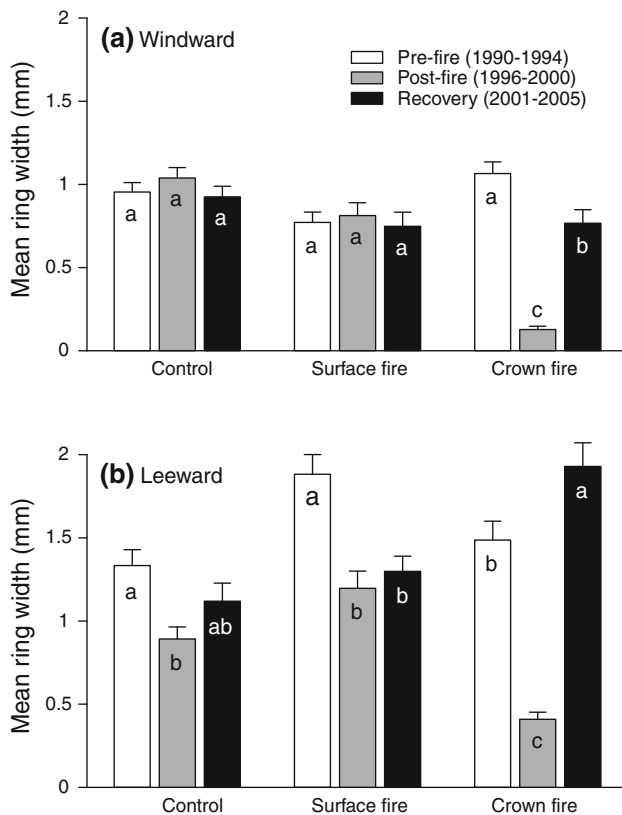 (a) Windward
Pre-fire (1990-1994)
Post-fire (1996-2000)
Recovery (2001-2005)
Mean ring width (mm)
2
1.5
1
0.5
0
a a a
a a a
a c b
Control Surface fire Crown fire
(b) Leeward
Mean ring width (mm)
2
1.5
1
0.5
0
a b ab
a b b
b c a
Control Surface fire Crown fire